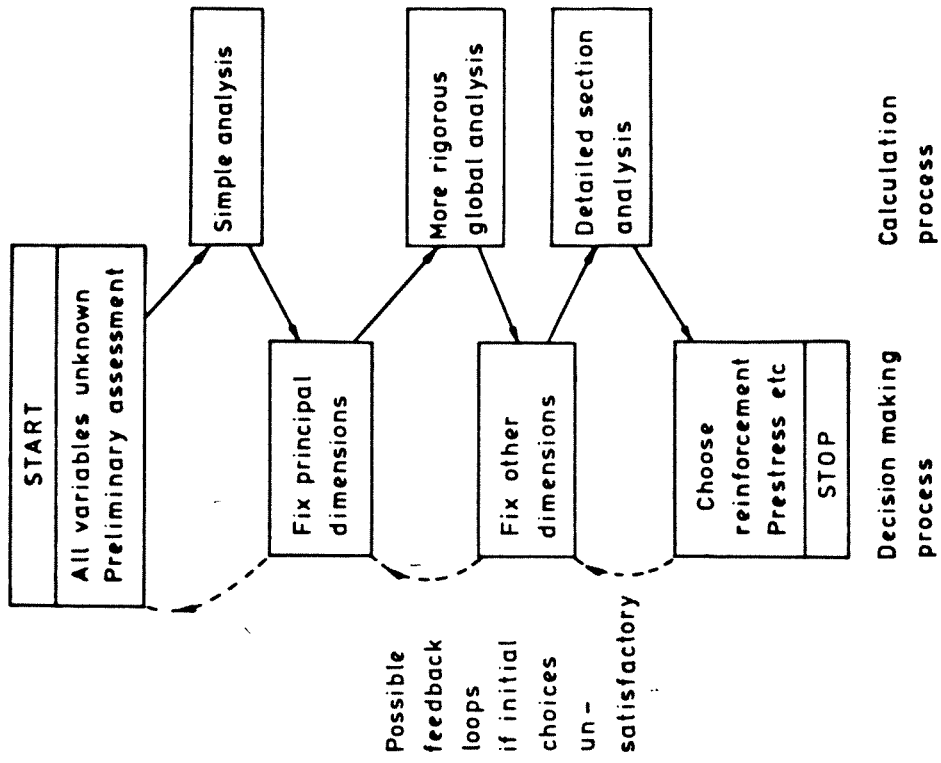 START
All variables unknown
Preliminary assessment
Simple analysis
Fix principal
dimensions
More rigorous
global analysis
Fix other
dimensions
Detailed section
analysis
Choose
reinforcement
Prestress etc
STOP
Possible
feedback
loops
if initial
choices
un-
satisfactory
Decision making
process
Calculation
process